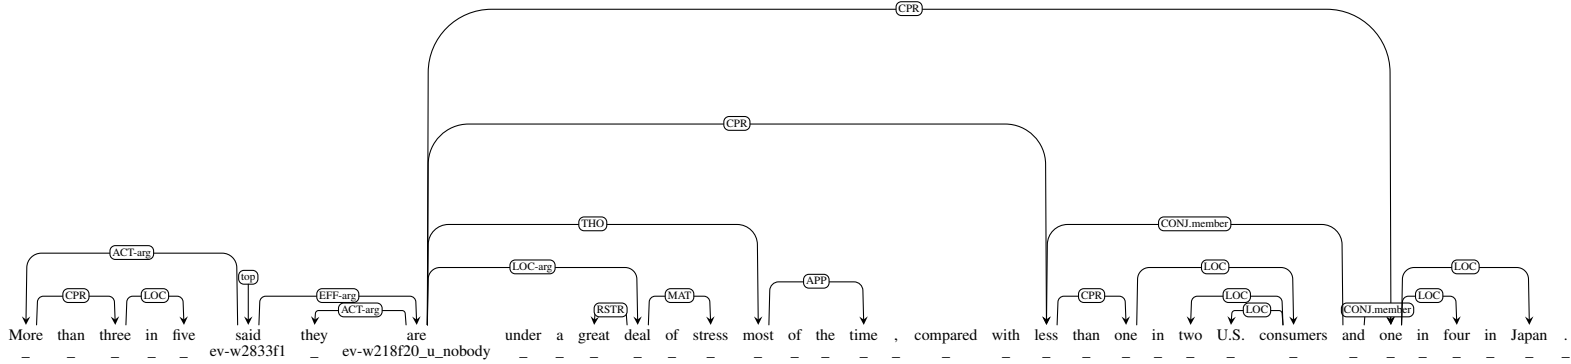 CPR
CPR
THO
CONJ.member
ACT-arg
LOC-arg
LOC
LOC
top
APP
CPR
LOC
EFF-arg
MAT
CPR
LOC
LOC
ACT-arg
RSTR
LOC
CONJ.member
More than three in five said they are under a great deal of stress most of the time , compared with less than one in two U.S. consumers and one in four in Japan .
_ _ _ _ _ ev-w2833f1 _ ev-w218f20_u_nobody _ _ _ _ _ _ _ _ _ _ _ _ _ _ _ _ _ _ _ _ _ _ _ _ _ _ _